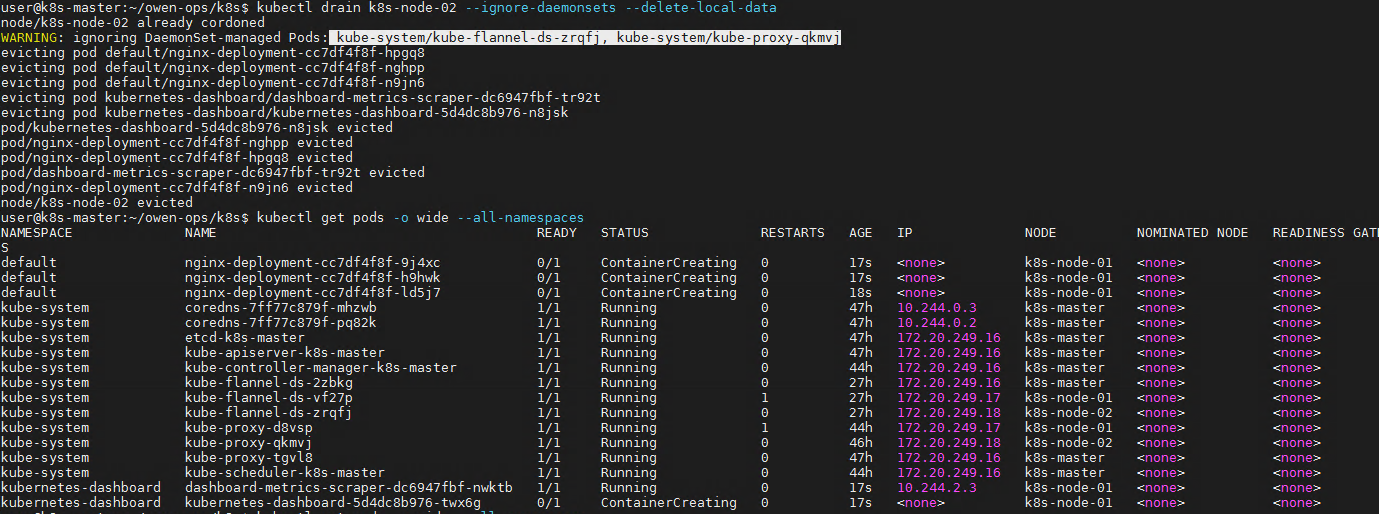 user@k8s-master:~/owen-ops/k8s$ kubectl drain k8s-node-02 --ignore-daemonsets --delete-local-data
node/k8s-node-02 already cordoned
WARNING: ignoring DaemonSet-managed Pods: kube-system/kube-flannel-ds-zrqfj, kube-system/kube-proxy-qkmvj
evicting pod default/nginx-deployment-cc7df4f8f-hpgq8
evicting pod default/nginx-deployment-cc7df4f8f-nghpp
evicting pod default/nginx-deployment-cc7df4f8f-n9jn6
evicting pod kubernetes-dashboard/dashboard-metrics-scraper-dc6947fbf-tr92t
evicting pod kubernetes-dashboard/kubernetes-dashboard-5d4dc8b976-n8jsk
pod/kubernetes-dashboard-5d4dc8b976-n8jsk evicted
pod/nginx-deployment-cc7df4f8f-nghpp evicted
pod/nginx-deployment-cc7df4f8f-hpgq8 evicted
pod/dashboard-metrics-scraper-dc6947fbf-tr92t evicted
pod/nginx-deployment-cc7df4f8f-n9jn6 evicted
node/k8s-node-02 evicted
user@k8s-master:~/owen-ops/k8s$ kubectl get pods -o wide --all-namespaces
NAMESPACE NAME READY STATUS RESTARTS AGE IP NODE NOMINATED NODE READINESS GATE
S
default nginx-deployment-cc7df4f8f-9j4xc 0/1 ContainerCreating 0 17s <none> k8s-node-01 <none> <none>
default nginx-deployment-cc7df4f8f-h9hwk 0/1 ContainerCreating 0 17s <none> k8s-node-01 <none> <none>
default nginx-deployment-cc7df4f8f-ld5j7 0/1 ContainerCreating 0 18s <none> k8s-node-01 <none> <none>
kube-system coredns-7ff77c879f-mhzwb 1/1 Running 0 47h 10.244.0.3 k8s-master <none> <none>
kube-system coredns-7ff77c879f-pq82k 1/1 Running 0 47h 10.244.0.2 k8s-master <none> <none>
kube-system etcd-k8s-master 1/1 Running 0 47h 172.20.249.16 k8s-master <none> <none>
kube-system kube-apiserver-k8s-master 1/1 Running 0 47h 172.20.249.16 k8s-master <none> <none>
kube-system kube-controller-manager-k8s-master 1/1 Running 0 44h 172.20.249.16 k8s-master <none> <none>
kube-system kube-flannel-ds-2zbkg 1/1 Running 0 27h 172.20.249.16 k8s-master <none> <none>
kube-system kube-flannel-ds-vf27p 1/1 Running 1 27h 172.20.249.17 k8s-node-01 <none> <none>
kube-system kube-flannel-ds-zrqfj 1/1 Running 0 27h 172.20.249.18 k8s-node-02 <none> <none>
kube-system kube-proxy-d8vsp 1/1 Running 1 44h 172.20.249.17 k8s-node-01 <none> <none>
kube-system kube-proxy-qkmvj 1/1 Running 0 46h 172.20.249.18 k8s-node-02 <none> <none>
kube-system kube-proxy-tgvl8 1/1 Running 0 47h 172.20.249.16 k8s-master <none> <none>
kube-system kube-scheduler-k8s-master 1/1 Running 0 44h 172.20.249.16 k8s-master <none> <none>
kubernetes-dashboard dashboard-metrics-scraper-dc6947fbf-nwktb 1/1 Running 0 17s 10.244.2.3 k8s-node-01 <none> <none>
kubernetes-dashboard kubernetes-dashboard-5d4dc8b976-twx6g 0/1 ContainerCreating 0 17s <none> k8s-node-01 <none> <none>